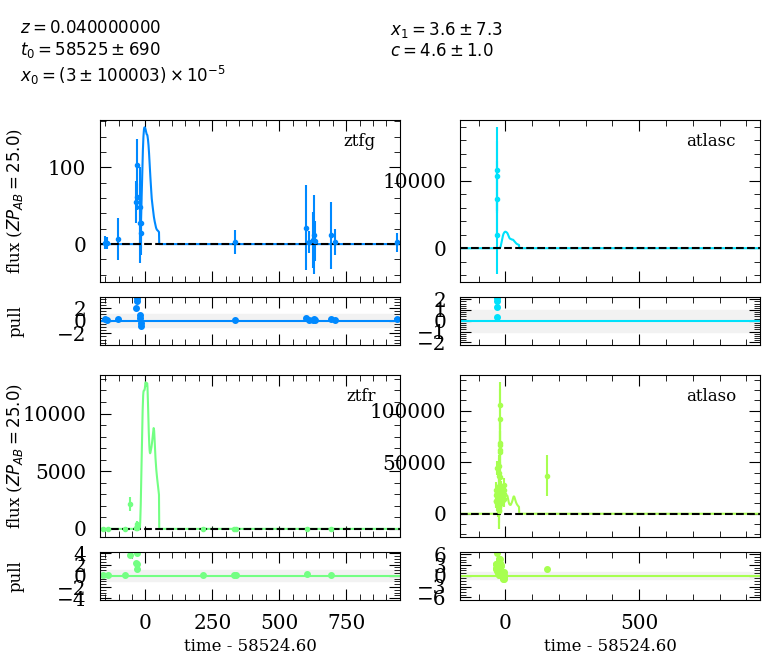 z = 0.040000000
t₀ = 58525 ± 690
x₀ = (3 ± 100003) × 10⁻⁵
x₁ = 3.6 ± 7.3
c = 4.6 ± 1.0
ztfg
flux (ZP_AB = 25.0)
100
0
pull
2
0
−2
atlasc
10000
0
2
1
0
−1
−2
ztfr
flux (ZP_AB = 25.0)
10000
5000
0
pull
4
2
0
−2
−4
0
250
500
750
time - 58524.60
atlaso
100000
50000
0
6
3
0
−3
−6
0
500
time - 58524.60